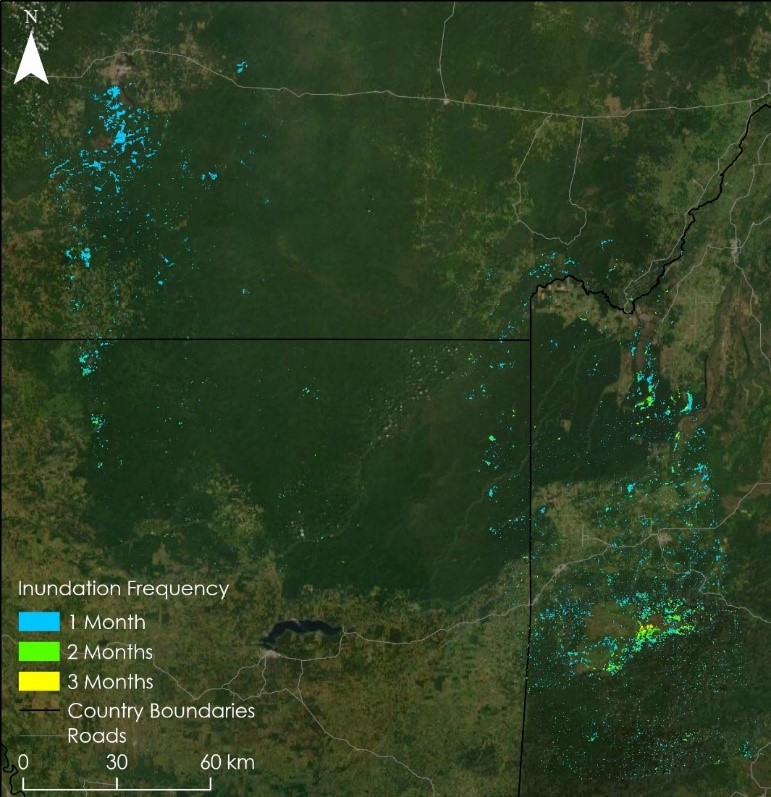 N
Inundation Frequency
1 Month
2 Months
3 Months
Country Boundaries
Roads
0 30 60 km